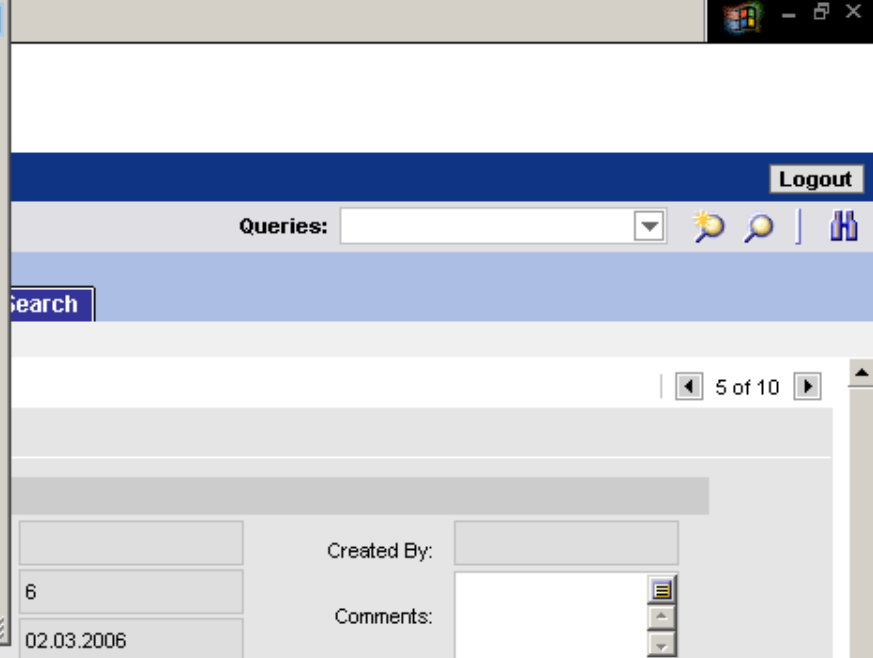 Logout
Queries:
Search
5 of 10
Created By:
6
Comments:
02.03.2006